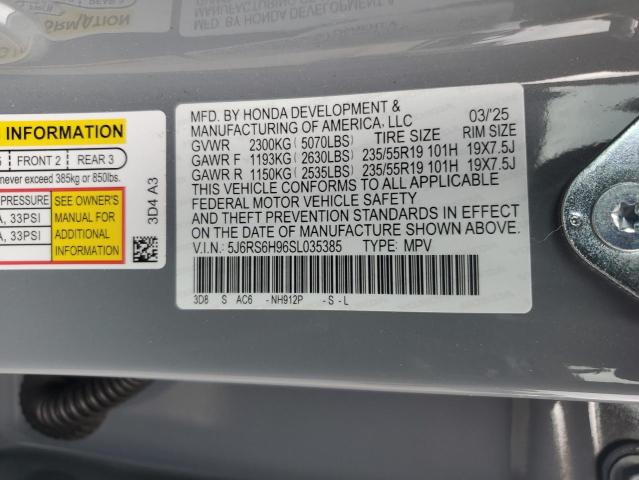 INFORMATION
FRONT 2 REAR 3
never exceed 385kg or 850lbs.
PRESSURE
SEE OWNER'S
MANUAL FOR
ADDITIONAL
INFORMATION
33PSI
33PSI
3D4 A3
MFD. BY HONDA DEVELOPMENT &
MANUFACTURING OF AMERICA, LLC 03/'25
GVWR 2300KG (5070LBS) TIRE SIZE RIM SIZE
GAWR F 1193KG (2630LBS) 235/55R19 101H 19X7.5J
GAWR R 1150KG (2535LBS) 235/55R19 101H 19X7.5J
THIS VEHICLE CONFORMS TO ALL APPLICABLE
FEDERAL MOTOR VEHICLE SAFETY
AND THEFT PREVENTION STANDARDS IN EFFECT
ON THE DATE OF MANUFACTURE SHOWN ABOVE.
V.I.N.: 5J6RS6H96SL035385 TYPE: MPV
3D8 S AC6 -NH912P -S-L